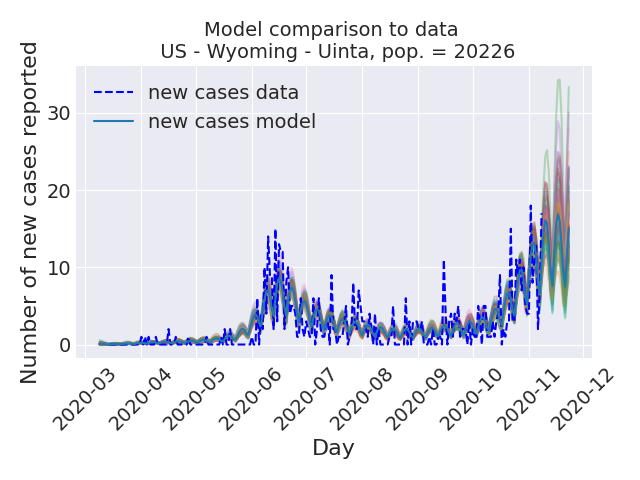 Model comparison to data
US - Wyoming - Uinta, pop. = 20226
Number of new cases reported
30
20
10
0
new cases data
new cases model
2020-03
2020-04
2020-05
2020-06
2020-07
2020-08
2020-09
2020-10
2020-11
2020-12
Day